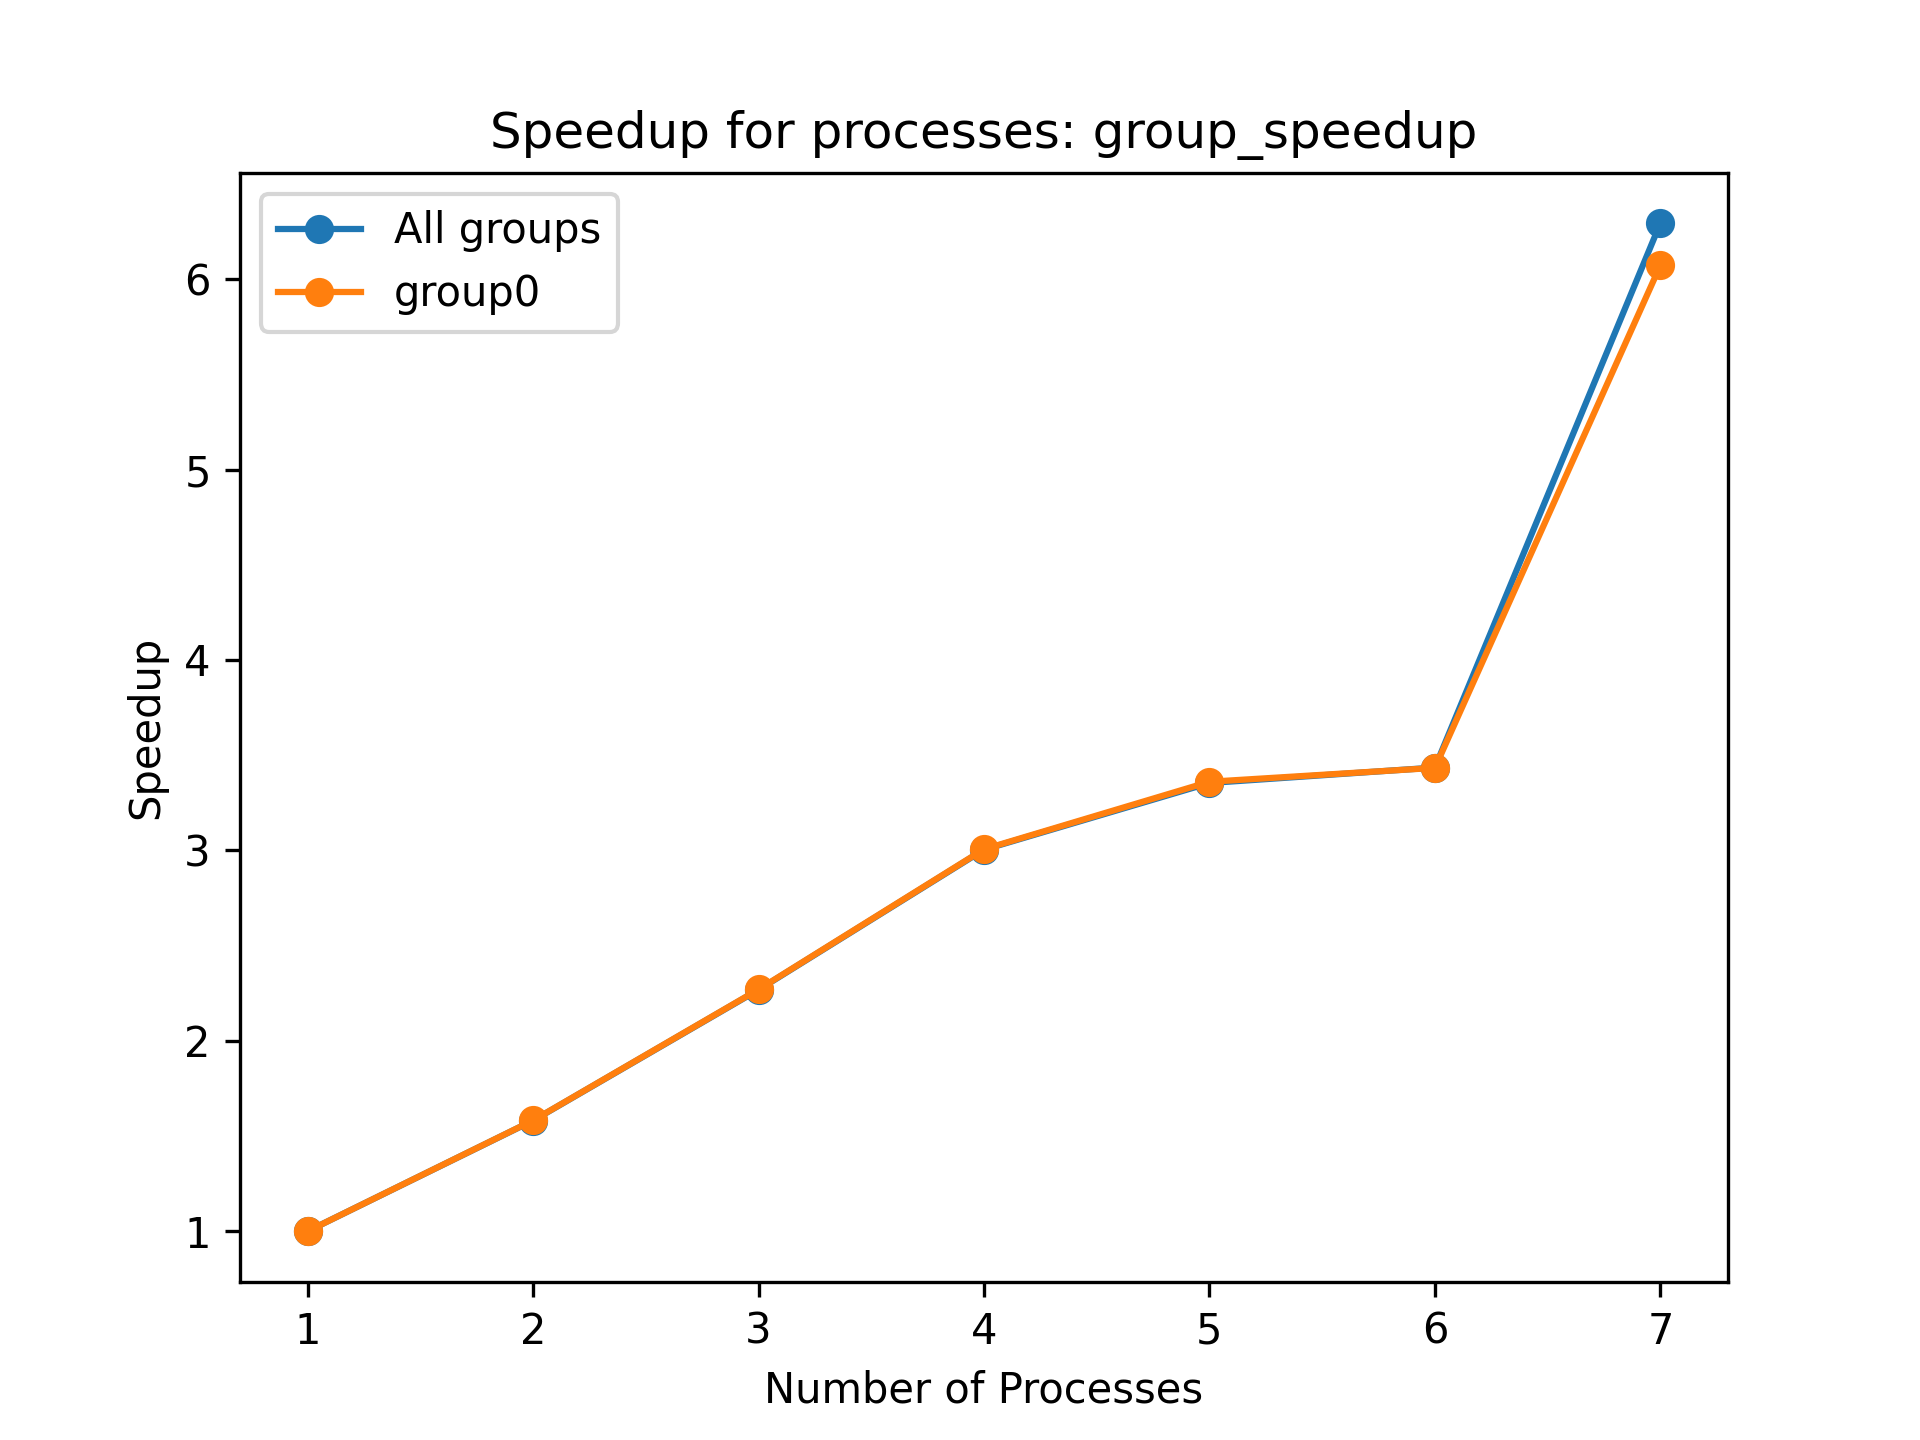 Speedup for processes: group_speedup
All groups
group0
6
5
4
3
2
1
Speedup
1 2 3 4 5 6 7
Number of Processes